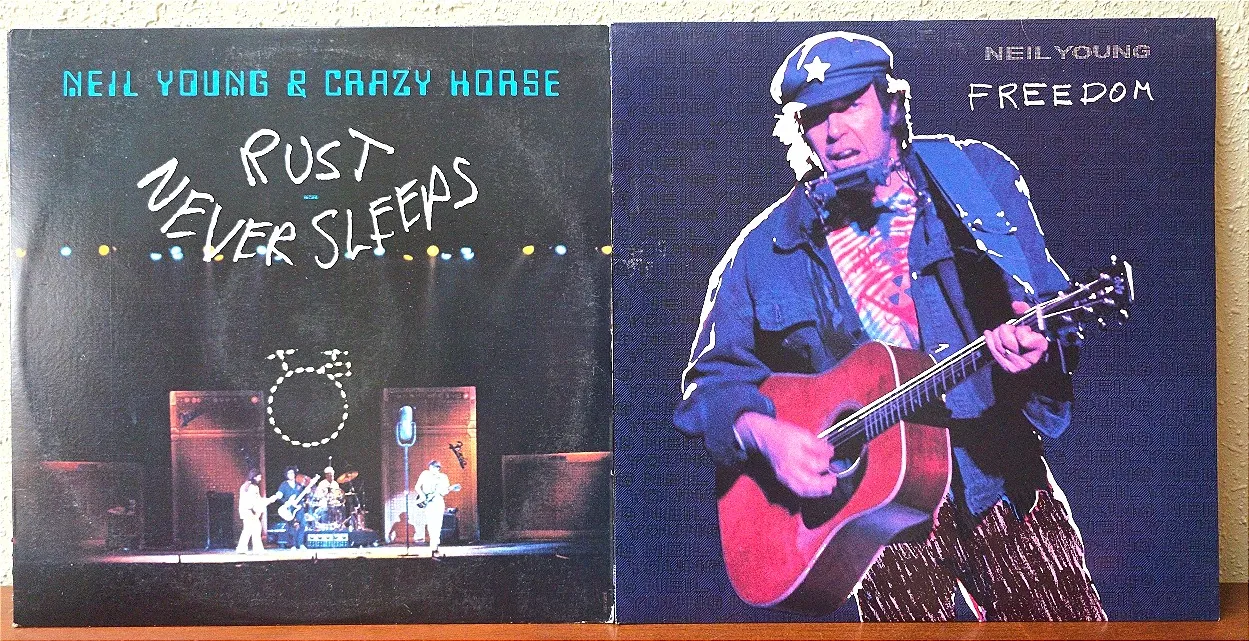 NEIL YOUNG & CRAZY HORSE
RUST
NEVER SLEEPS
NEIL YOUNG
FREEDOM